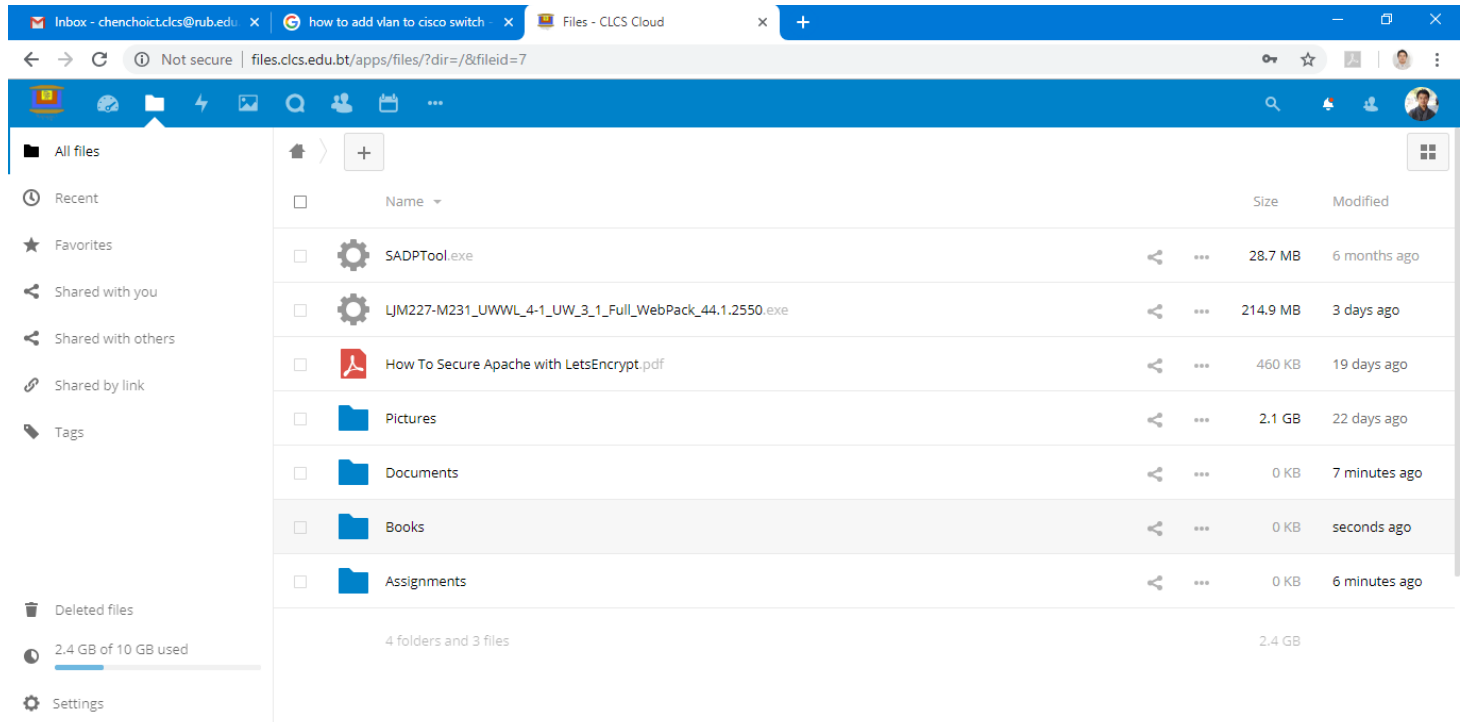 Inbox - chenchoict.clcs@rub.edu.
how to add vlan to cisco switch -
Files - CLCS Cloud
Not secure | files.clcs.edu.bt/apps/files/?dir=/&fileid=7
All files
Recent
Favorites
Shared with you
Shared with others
Shared by link
Tags
Deleted files
2.4 GB of 10 GB used
Settings
Name Size Modified
SADPTool.exe 28.7 MB 6 months ago
LJM227-M231_UWWL_4-1_UW_3_1_Full_WebPack_44.1.2550.exe 214.9 MB 3 days ago
How To Secure Apache with LetsEncrypt.pdf 460 KB 19 days ago
Pictures 2.1 GB 22 days ago
Documents 0 KB 7 minutes ago
Books 0 KB seconds ago
Assignments 0 KB 6 minutes ago
4 folders and 3 files 2.4 GB